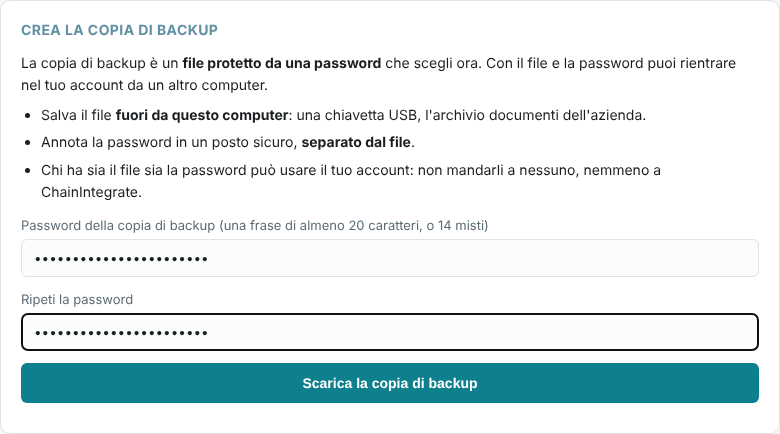 CREA LA COPIA DI BACKUP
La copia di backup è un file protetto da una password che scegli ora. Con il file e la password puoi rientrare
nel tuo account da un altro computer.
• Salva il file fuori da questo computer: una chiavetta USB, l'archivio documenti dell'azienda.
• Annota la password in un posto sicuro, separato dal file.
• Chi ha sia il file sia la password può usare il tuo account: non mandarli a nessuno, nemmeno a
ChainIntegrate.
Password della copia di backup (una frase di almeno 20 caratteri, o 14 misti)
•••••••••••••••••••••••
Ripeti la password
•••••••••••••••••••••••
Scarica la copia di backup